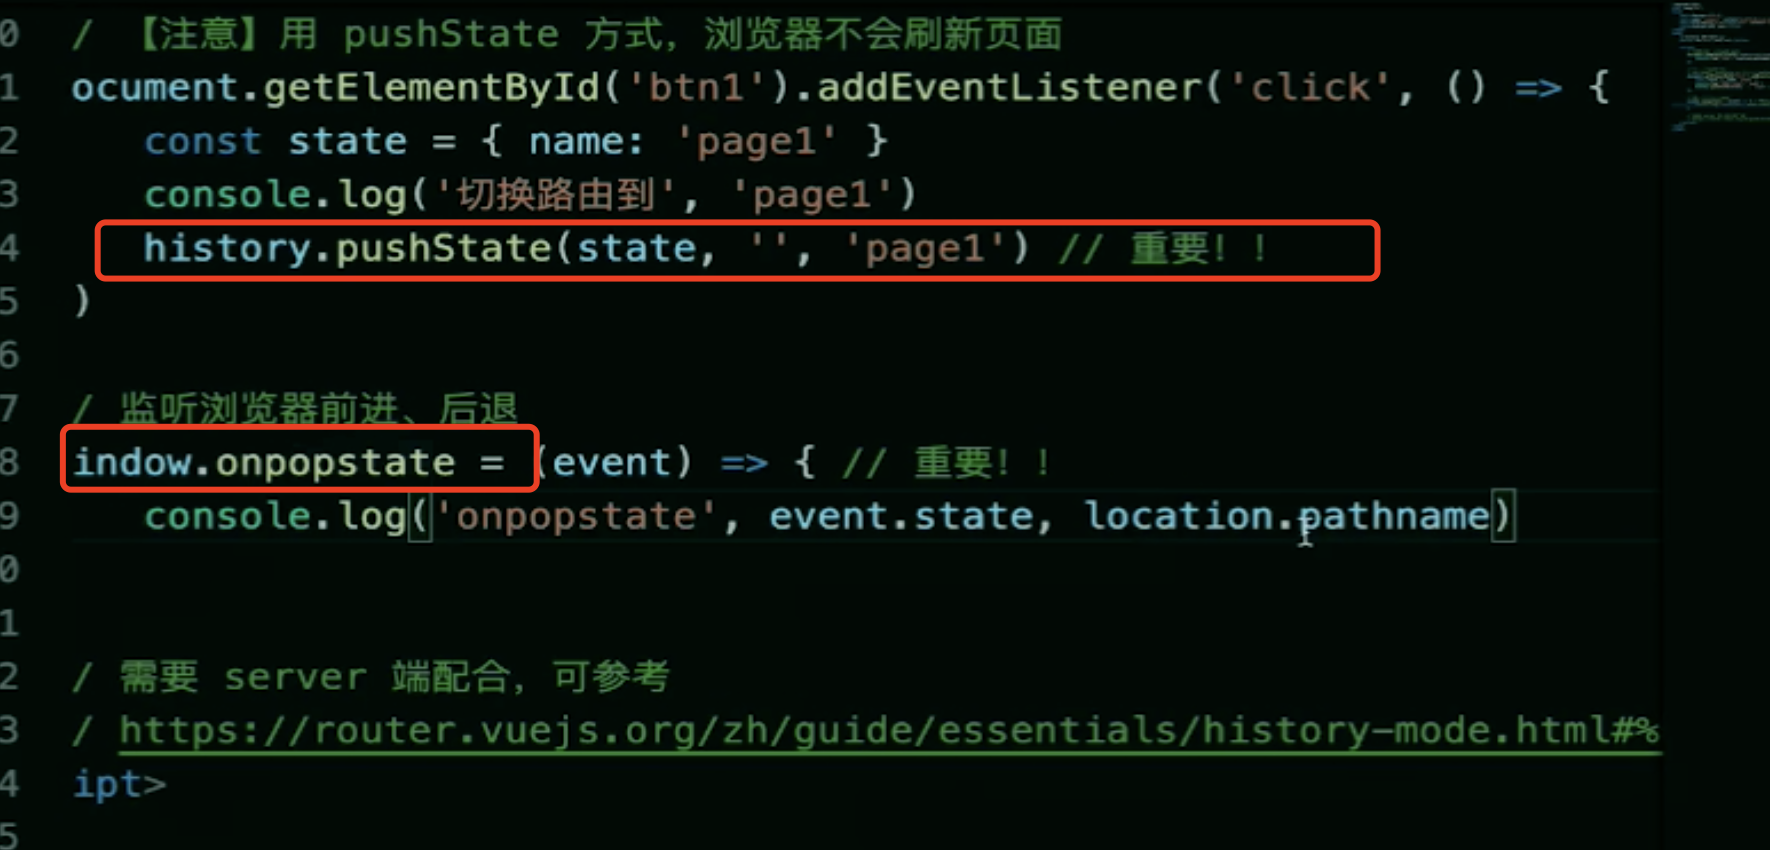 0 / 【注意】用 pushState 方式，浏览器不会刷新页面
1 ocument.getElementById('btn1').addEventListener('click', () => {
2 const state = { name: 'page1' }
3 console.log('切换路由到', 'page1')
4 history.pushState(state, '', 'page1') // 重要！！
5 )
6
7 / 监听浏览器前进、后退
8 indow.onpopstate = (event) => { // 重要！！
9 console.log('onpopstate', event.state, location.pathname)
0
1
2 / 需要 server 端配合，可参考
3 / https://router.vuejs.org/zh/guide/essentials/history-mode.html#%
4 ipt>
5